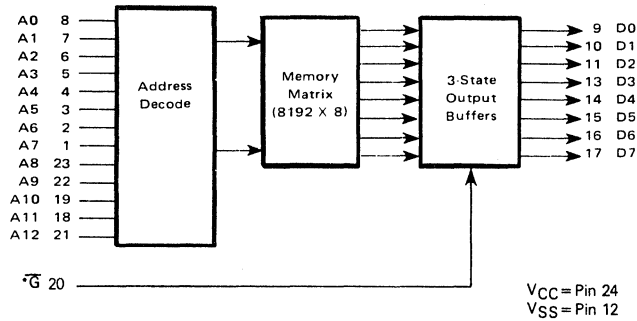 A0 8
A1 7
A2 6
A3 5
A4 4
A5 3
A6 2
A7 1
A8 23
A9 22
A10 19
A11 18
A12 21
*G̅ 20
Address
Decode
Memory
Matrix
(8192 X 8)
3-State
Output
Buffers
9 D0
10 D1
11 D2
13 D3
14 D4
15 D5
16 D6
17 D7
VCC = Pin 24
VSS = Pin 12